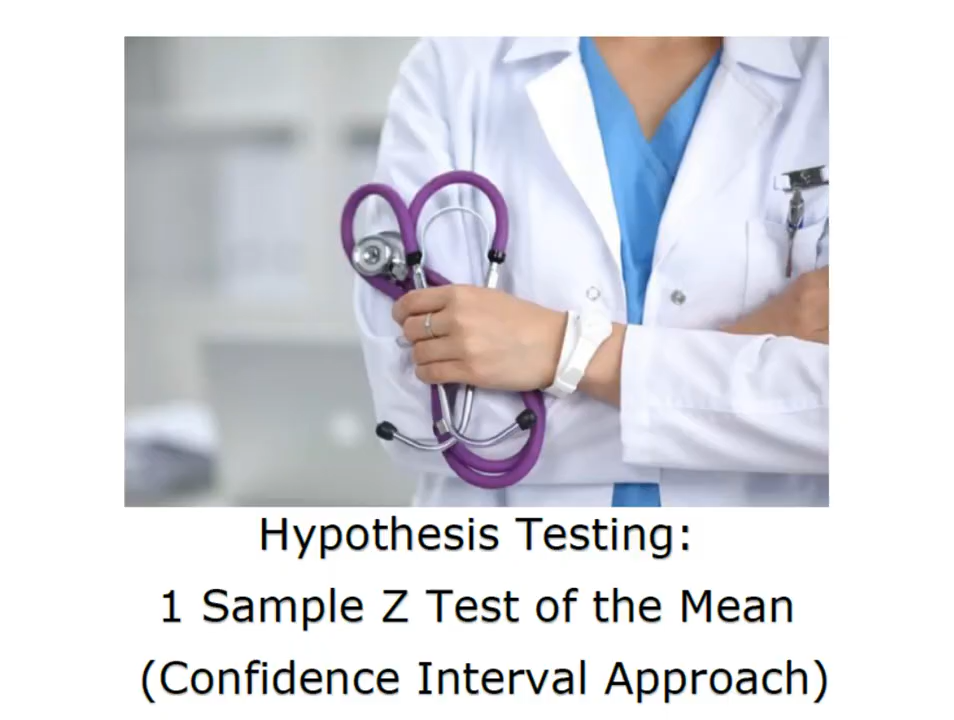 Hypothesis Testing:
1 Sample Z Test of the Mean
(Confidence Interval Approach)